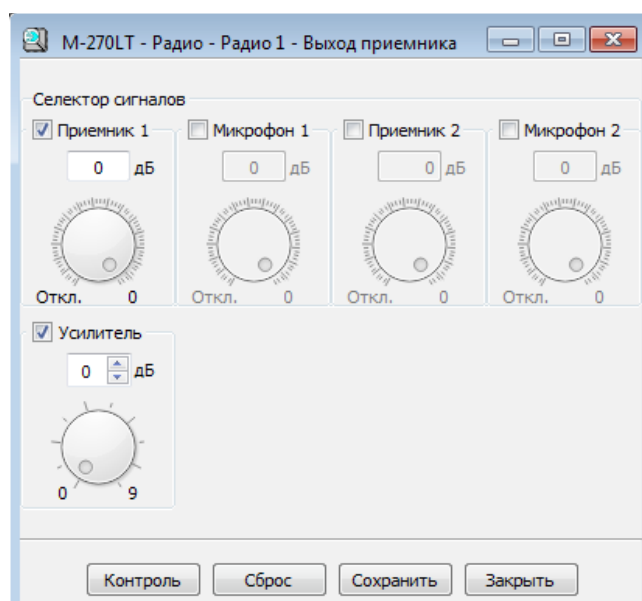 M-270LT - Радио - Радио 1 - Выход приемника
Селектор сигналов
Приемник 1 Микрофон 1 Приемник 2 Микрофон 2
0 дБ 0 дБ 0 дБ 0 дБ
Откл. 0 Откл. 0 Откл. 0 Откл. 0
Усилитель
0 дБ
0 9
Контроль Сброс Сохранить Закрыть